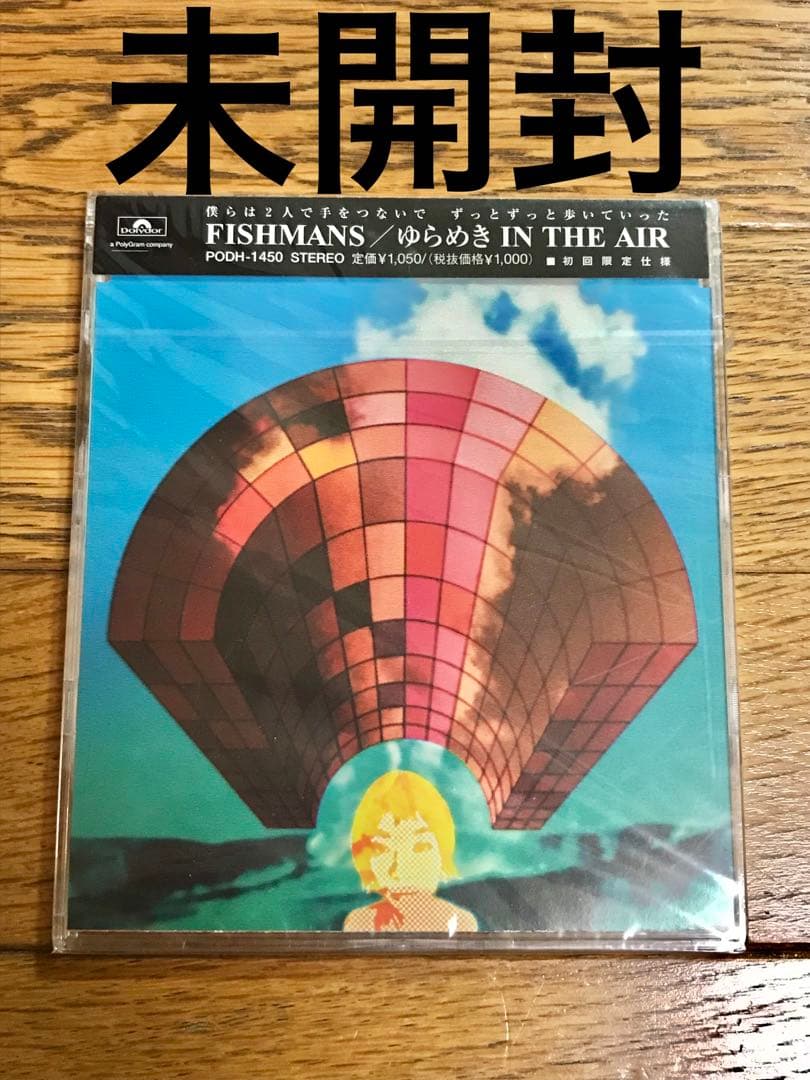 未開封
僕らは2人で手をつないで ずっとずっと歩いていった
Polydor
a PolyGram company
FISHMANS／ゆらめき IN THE AIR
PODH-1450 STEREO 定価¥1,050/(税抜価格¥1,000) ■初回限定仕様